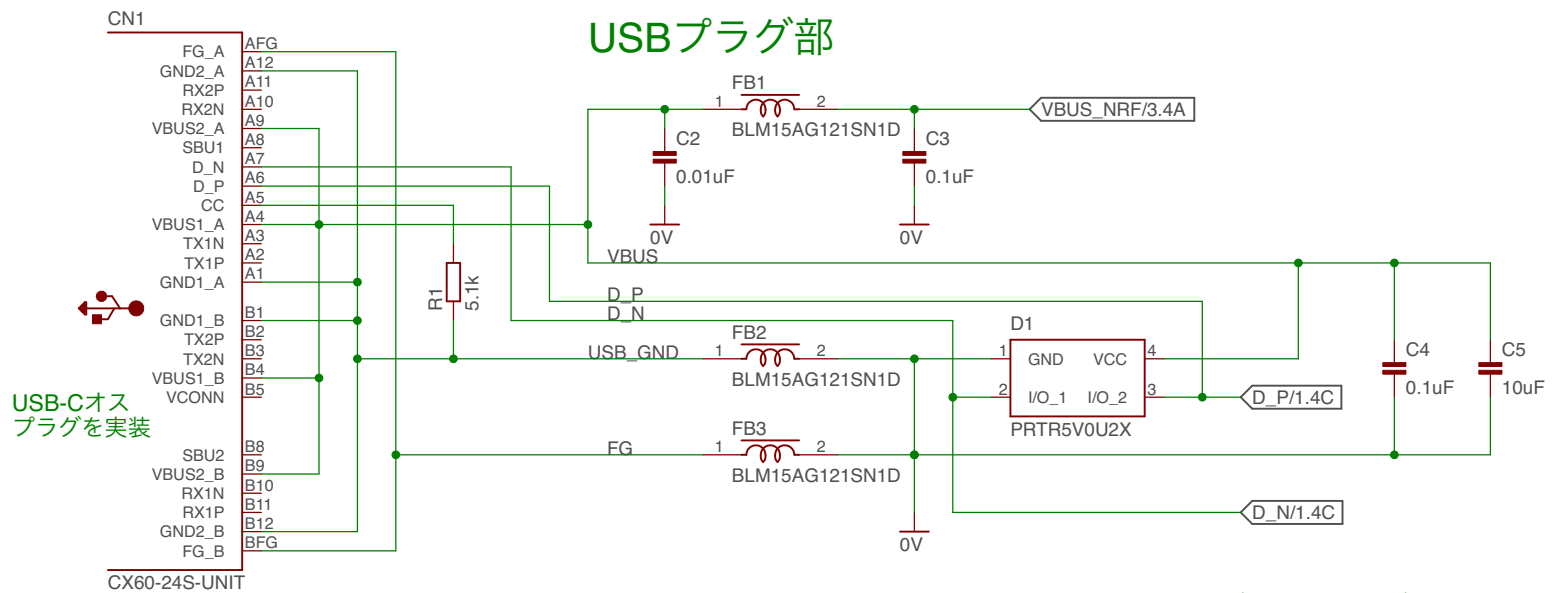 CN1
USBプラグ部
FG_A AFG
GND2_A A12
RX2P A11
RX2N A10
VBUS2_A A9
SBU1 A8
D_N A7
D_P A6
CC A5
VBUS1_A A4
TX1N A3
TX1P A2
GND1_A A1
GND1_B B1
TX2P B2
TX2N B3
VBUS1_B B4
VCONN B5
SBU2 B8
VBUS2_B B9
RX1N B10
RX1P B11
GND2_B B12
FG_B BFG
CX60-24S-UNIT
USB-Cオス
プラグを実装
R1
5.1k
FB1
1 2
BLM15AG121SN1D
VBUS_NRF/3.4A
C2
0.01uF
0V
C3
0.1uF
0V
VBUS
D_P
D_N
USB_GND
FB2
1 2
BLM15AG121SN1D
FG
FB3
1 2
BLM15AG121SN1D
0V
D1
1 GND VCC 4
2 I/O_1 I/O_2 3
PRTR5V0U2X
D_P/1.4C
D_N/1.4C
C4
0.1uF
C5
10uF